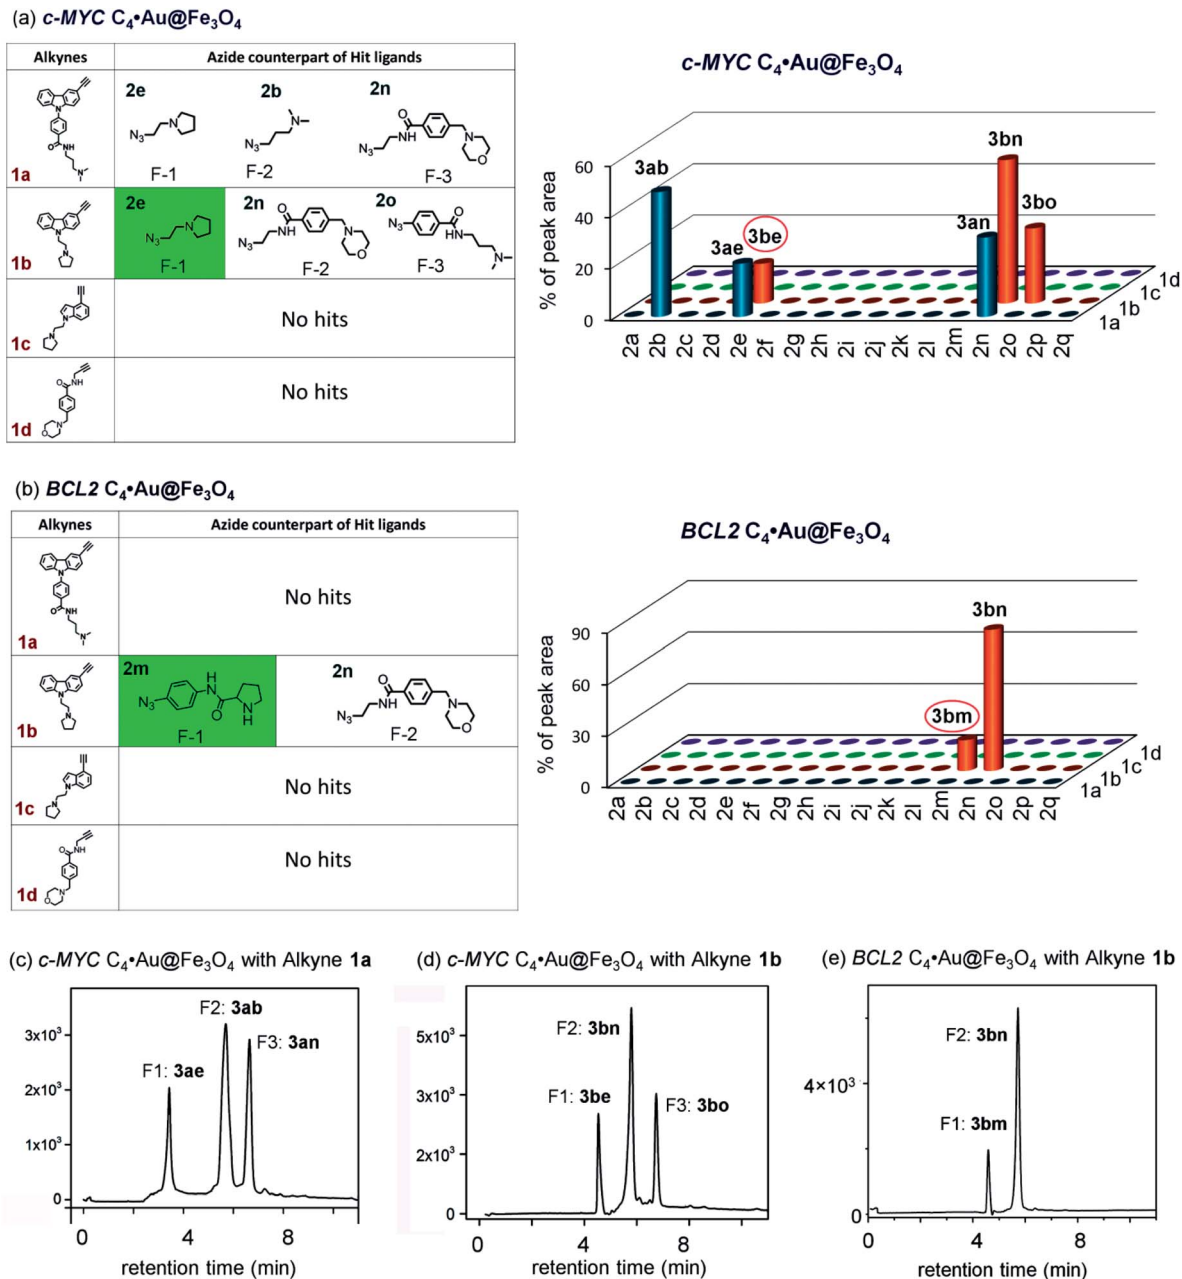 (a) c-MYC C₄•Au@Fe₃O₄
Alkynes Azide counterpart of Hit ligands
1a
2e 2b 2n
F-1 F-2 F-3
1b
2e 2n 2o
F-1 F-2 F-3
1c
No hits
1d
No hits
c-MYC C₄•Au@Fe₃O₄
% of peak area
60
40
20
0
3ab 3ae 3be 3an 3bn 3bo
2a 2b 2c 2d 2e 2f 2g 2h 2i 2j 2k 2l 2m 2n 2o 2p 2q
1a 1b 1c 1d
(b) BCL2 C₄•Au@Fe₃O₄
Alkynes Azide counterpart of Hit ligands
1a
No hits
1b
2m 2n
F-1 F-2
1c
No hits
1d
No hits
BCL2 C₄•Au@Fe₃O₄
% of peak area
90
60
30
0
3bm 3bn
2a 2b 2c 2d 2e 2f 2g 2h 2i 2j 2k 2l 2m 2n 2o 2p 2q
1a 1b 1c 1d
(c) c-MYC C₄•Au@Fe₃O₄ with Alkyne 1a
3x10³
2x10³
1x10³
0
F1: 3ae
F2: 3ab
F3: 3an
0 4 8
retention time (min)
(d) c-MYC C₄•Au@Fe₃O₄ with Alkyne 1b
5x10³
3x10³
2x10³
0
F1: 3be
F2: 3bn
F3: 3bo
0 4 8
retention time (min)
(e) BCL2 C₄•Au@Fe₃O₄ with Alkyne 1b
4×10³
0
F2: 3bn
F1: 3bm
0 4 8
retention time (min)